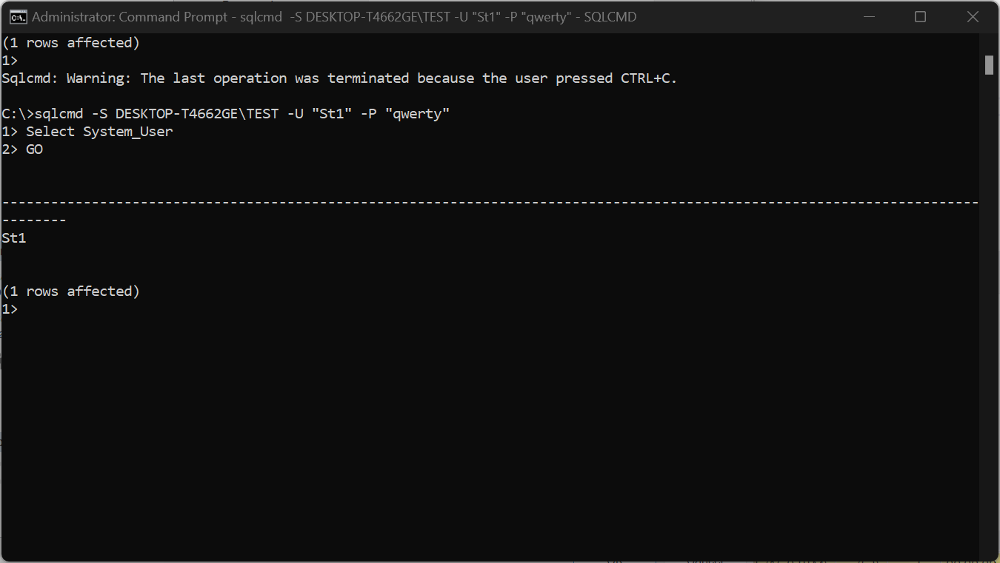 Administrator: Command Prompt - sqlcmd  -S DESKTOP-T4662GE\TEST -U "St1" -P "qwerty" - SQLCMD
(1 rows affected)
1>
Sqlcmd: Warning: The last operation was terminated because the user pressed CTRL+C.
C:\>sqlcmd -S DESKTOP-T4662GE\TEST -U "St1" -P "qwerty"
1> Select System_User
2> GO
------------------------------------------------------------------------------------------------------------------------
--------
St1
(1 rows affected)
1>